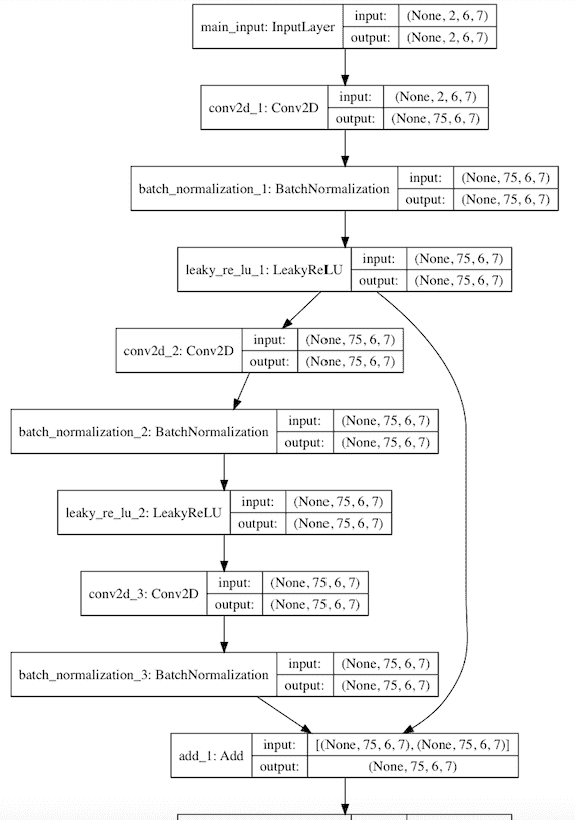 main_input: InputLayer
input: (None, 2, 6, 7)
output: (None, 2, 6, 7)
conv2d_1: Conv2D
input: (None, 2, 6, 7)
output: (None, 75, 6, 7)
batch_normalization_1: BatchNormalization
input: (None, 75, 6, 7)
output: (None, 75, 6, 7)
leaky_re_lu_1: LeakyReLU
input: (None, 75, 6, 7)
output: (None, 75, 6, 7)
conv2d_2: Conv2D
input: (None, 75, 6, 7)
output: (None, 75, 6, 7)
batch_normalization_2: BatchNormalization
input: (None, 75, 6, 7)
output: (None, 75, 6, 7)
leaky_re_lu_2: LeakyReLU
input: (None, 75, 6, 7)
output: (None, 75, 6, 7)
conv2d_3: Conv2D
input: (None, 75, 6, 7)
output: (None, 75, 6, 7)
batch_normalization_3: BatchNormalization
input: (None, 75, 6, 7)
output: (None, 75, 6, 7)
add_1: Add
input: [(None, 75, 6, 7), (None, 75, 6, 7)]
output: (None, 75, 6, 7)